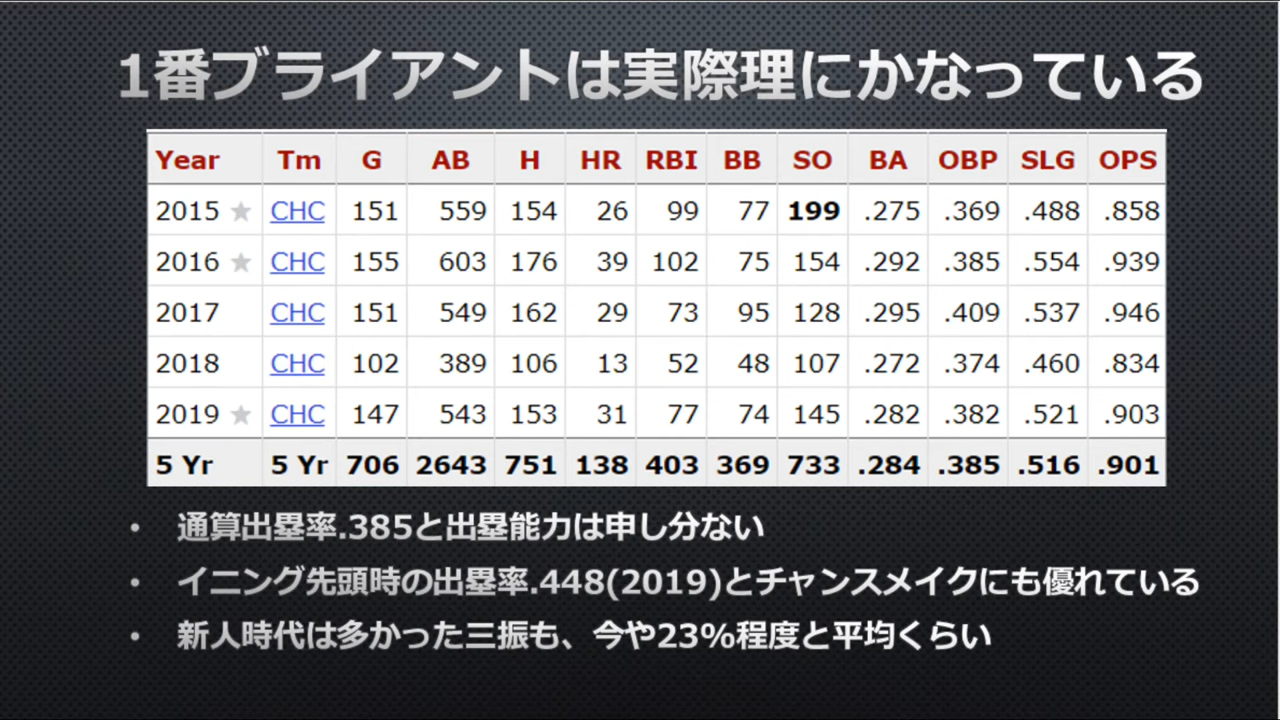 1番ブライアントは実際理にかなっている
Year Tm G AB H HR RBI BB SO BA OBP SLG OPS
2015 ★ CHC 151 559 154 26 99 77 199 .275 .369 .488 .858
2016 ★ CHC 155 603 176 39 102 75 154 .292 .385 .554 .939
2017 CHC 151 549 162 29 73 95 128 .295 .409 .537 .946
2018 CHC 102 389 106 13 52 48 107 .272 .374 .460 .834
2019 ★ CHC 147 543 153 31 77 74 145 .282 .382 .521 .903
5 Yr 5 Yr 706 2643 751 138 403 369 733 .284 .385 .516 .901
• 通算出塁率.385と出塁能力は申し分ない
• イニング先頭時の出塁率.448(2019)とチャンスメイクにも優れている
• 新人時代は多かった三振も、今や23%程度と平均くらい